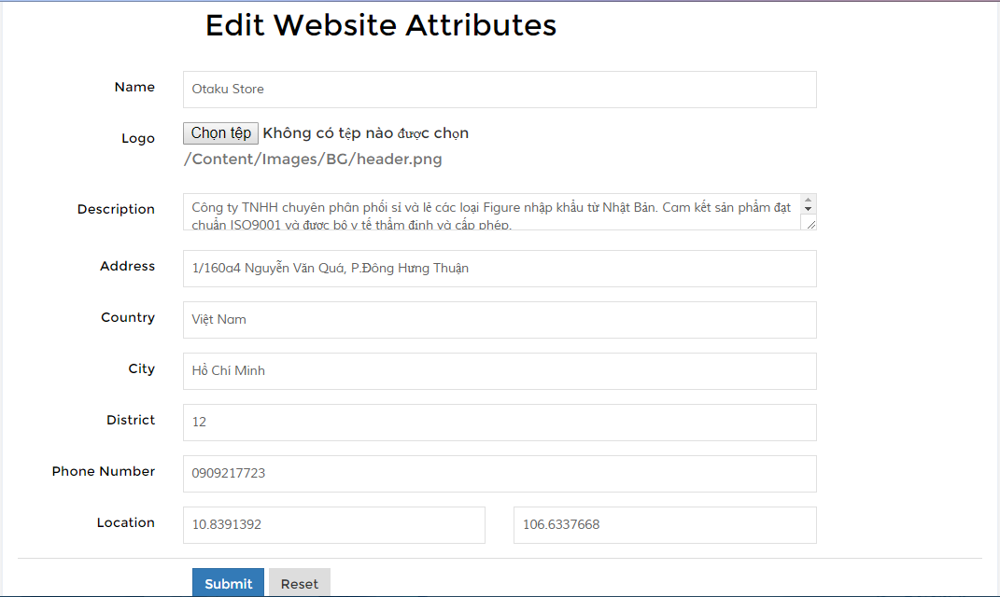 Edit Website Attributes
Name
Otaku Store
Logo
Chọn tệp Không có tệp nào được chọn
/Content/Images/BG/header.png
Description
Công ty TNHH chuyên phân phối sỉ và lẻ các loại Figure nhập khẩu từ Nhật Bản. Cam kết sản phẩm đạt
chuẩn ISO9001 và được bộ y tế thẩm định và cấp phép.
Address
1/160a4 Nguyễn Văn Quá, P.Đông Hưng Thuận
Country
Việt Nam
City
Hồ Chí Minh
District
12
Phone Number
0909217723
Location
10.8391392
106.6337668
Submit
Reset